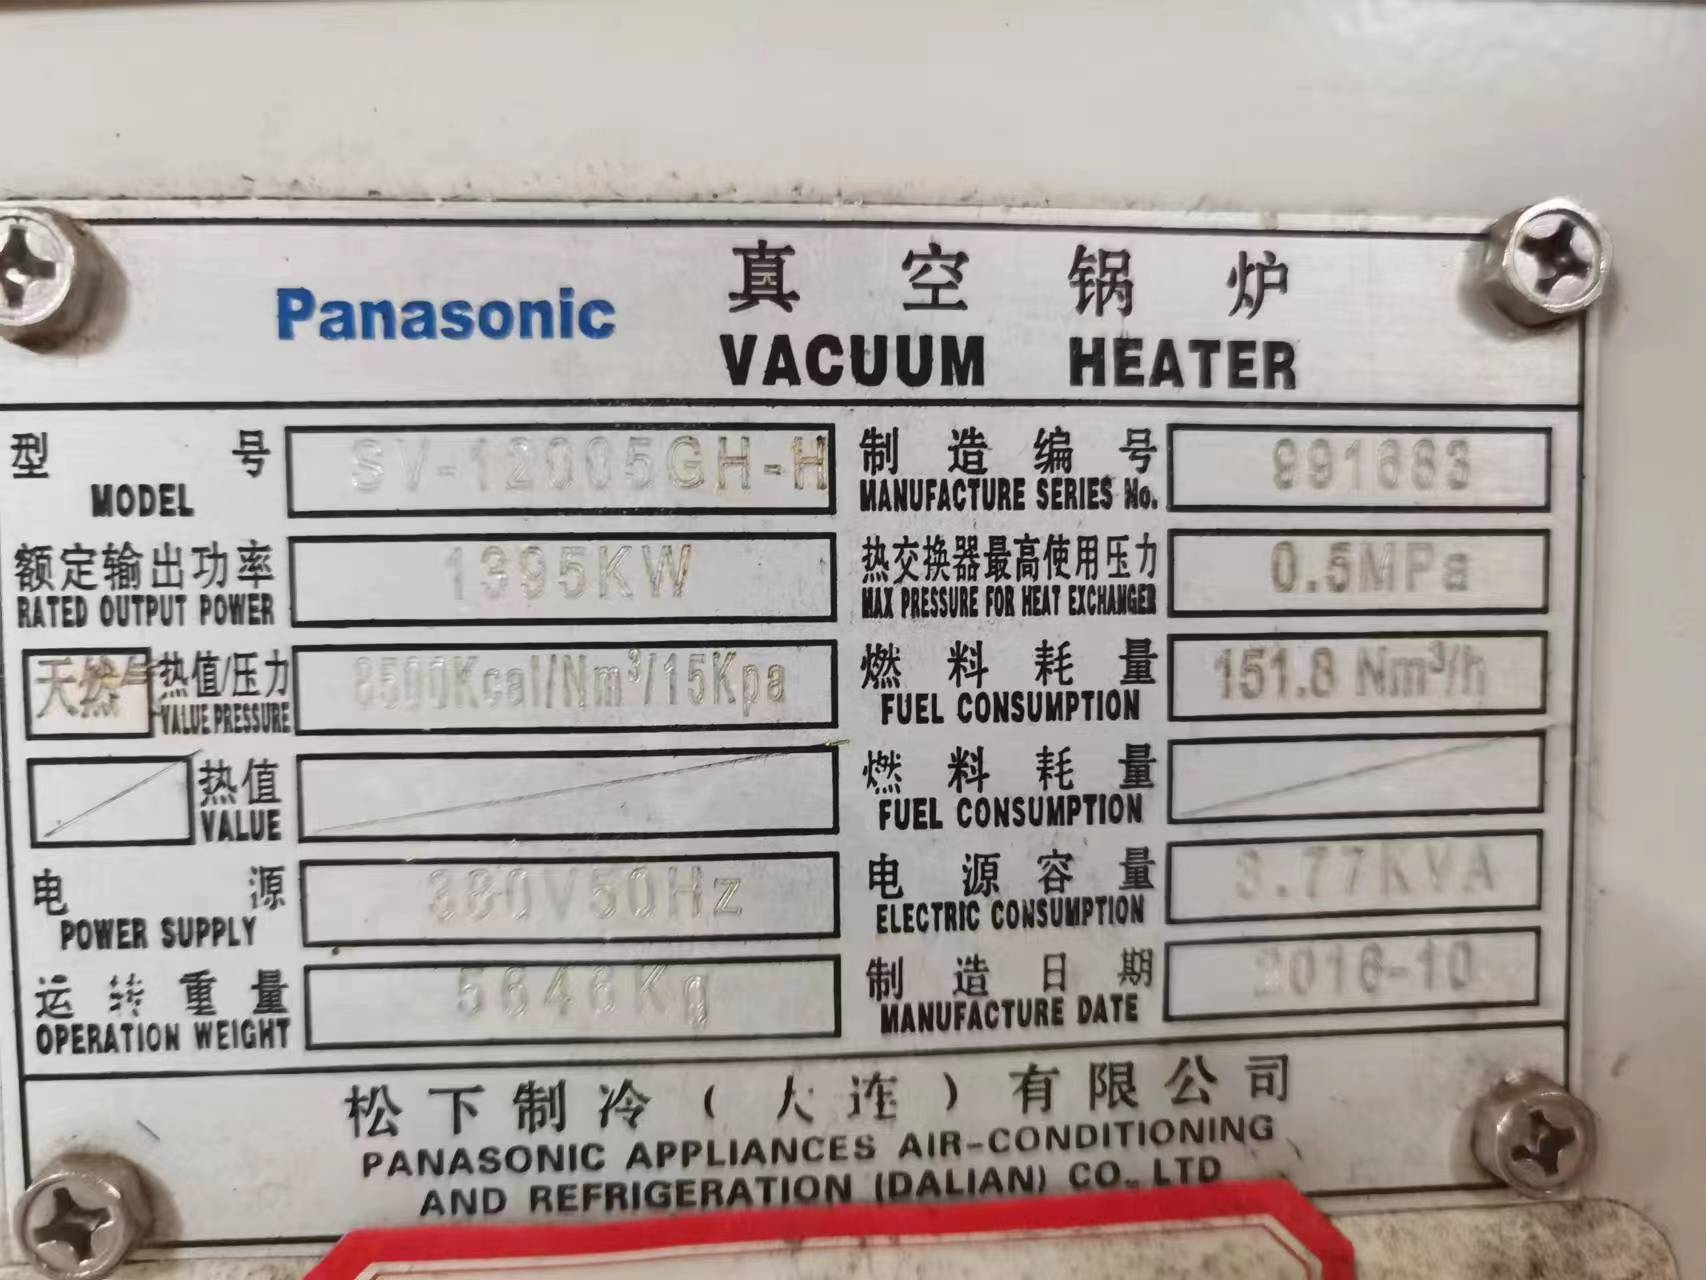 Panasonic 真空锅炉
VACUUM HEATER
型号 SV-12005GH-H 制造编号 991683
MODEL MANUFACTURE SERIES No.
额定输出功率 1395KW 热交换器最高使用压力 0.5MPa
RATED OUTPUT POWER MAX PRESSURE FOR HEAT EXCHANGER
天然气 热值/压力 8500Kcal/Nm³/15Kpa 燃料耗量 151.8 Nm³/h
VALUE PRESSURE FUEL CONSUMPTION
热值 燃料耗量
VALUE FUEL CONSUMPTION
电源 380V50Hz 电源容量 3.77KVA
POWER SUPPLY ELECTRIC CONSUMPTION
运转重量 5646Kg 制造日期 2016-10
OPERATION WEIGHT MANUFACTURE DATE
松下制冷(大连)有限公司
PANASONIC APPLIANCES AIR-CONDITIONING
AND REFRIGERATION (DALIAN) CO., LTD